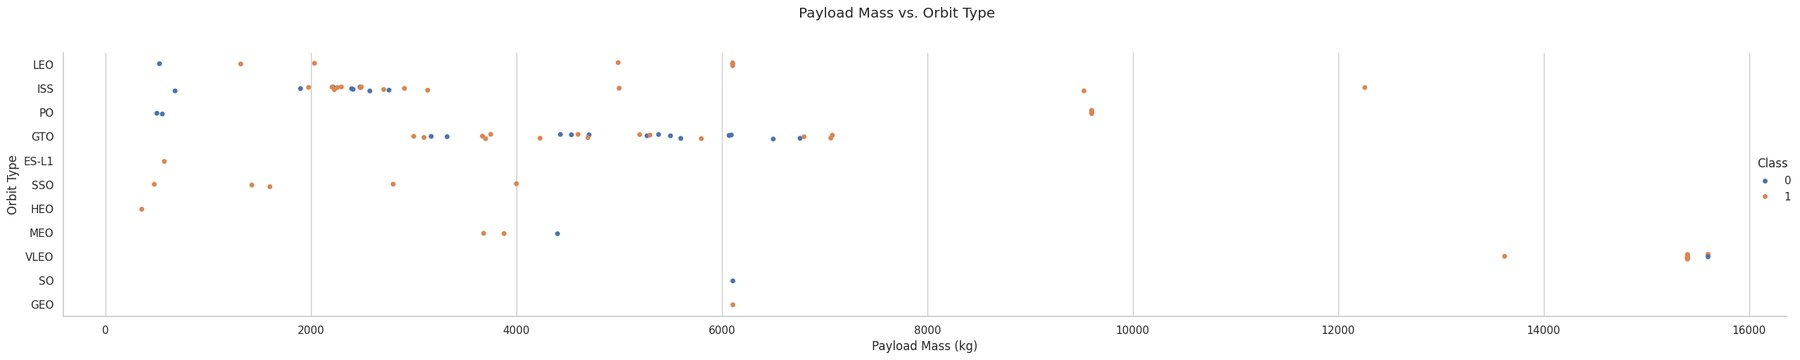 Payload Mass vs. Orbit Type
Orbit Type
LEO
ISS
PO
GTO
ES-L1
SSO
HEO
MEO
VLEO
SO
GEO
0 2000 4000 6000 8000 10000 12000 14000 16000
Payload Mass (kg)
Class
0
1